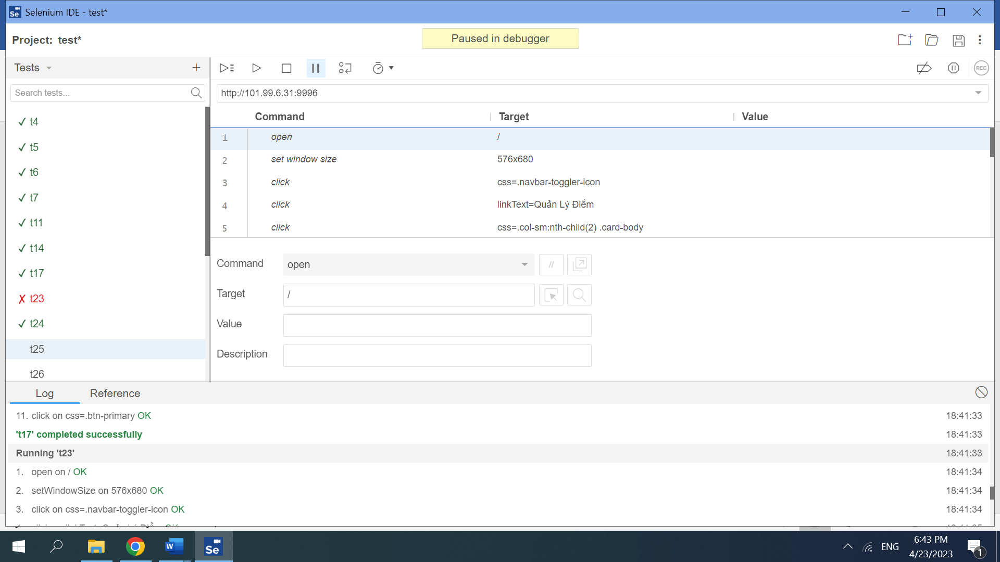 Selenium IDE - test*
Project: test*
Paused in debugger
Tests
REC
Search tests...
http://101.99.6.31:9996
Command Target Value
1 open /
2 set window size 576x680
3 click css=.navbar-toggler-icon
4 click linkText=Quản Lý Điểm
5 click css=.col-sm:nth-child(2) .card-body
✓ t4
✓ t5
✓ t6
✓ t7
✓ t11
✓ t14
✓ t17
✗ t23
✓ t24
t25
t26
Command open //
Target /
Value
Description
Log Reference
11. click on css=.btn-primary OK 18:41:33
't17' completed successfully 18:41:33
Running 't23' 18:41:33
1. open on / OK 18:41:34
2. setWindowSize on 576x680 OK 18:41:34
3. click on css=.navbar-toggler-icon OK 18:41:34
W
Se
ENG
6:43 PM
4/23/2023
1